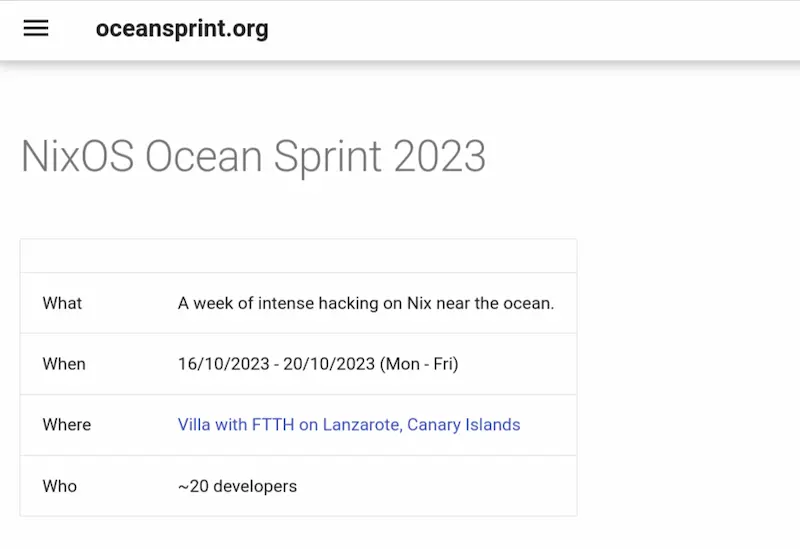 oceansprint.org
NixOS Ocean Sprint 2023
What A week of intense hacking on Nix near the ocean.
When 16/10/2023 - 20/10/2023 (Mon - Fri)
Where Villa with FTTH on Lanzarote, Canary Islands
Who ~20 developers